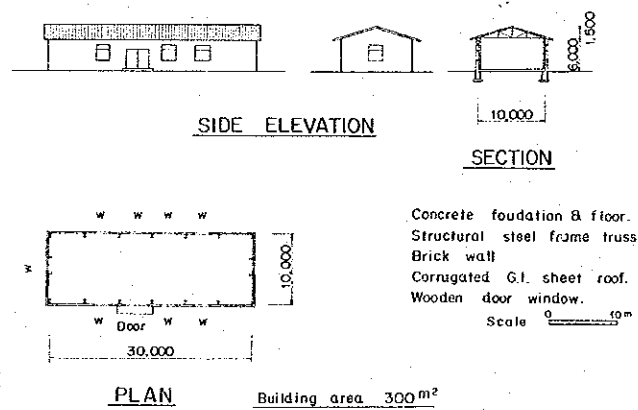 1,500
6,000
10,000
SIDE ELEVATION
SECTION
w w w w
w
10,000
w Door w w
30,000
PLAN
Building area 300 m²
Concrete foudation & floor.
Structural steel frame truss
Brick wall
Corrugated G.I. sheet roof.
Wooden door window.
Scale 0 10m